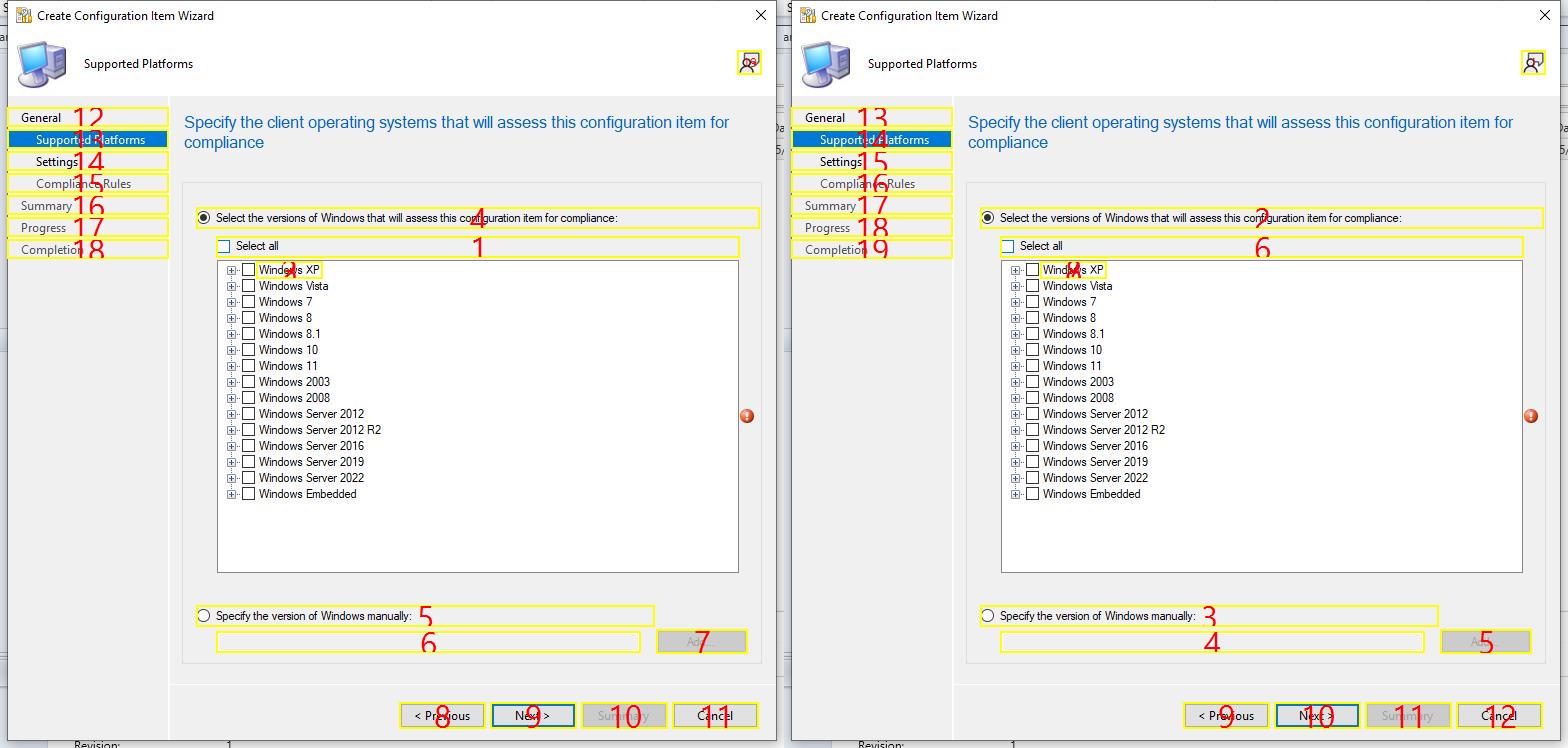 Create Configuration Item Wizard
Supported Platforms
19
General 12
Supported Platforms 13
Settings 14
Compliance Rules 15
Summary 16
Progress 17
Completion 18
Specify the client operating systems that will assess this configuration item for
compliance
Select the versions of Windows that will assess this configuration item for compliance: 4
Select all 1
Windows XP
Windows Vista
Windows 7
Windows 8
Windows 8.1
Windows 10
Windows 11
Windows 2003
Windows 2008
Windows Server 2012
Windows Server 2012 R2
Windows Server 2016
Windows Server 2019
Windows Server 2022
Windows Embedded
Specify the version of Windows manually: 5
6
Add... 7
< Previous 8
Next > 9
Summary 10
Cancel 11
Revision: 1
Create Configuration Item Wizard
Supported Platforms
General 13
Supported Platforms 14
Settings 15
Compliance Rules 16
Summary 17
Progress 18
Completion 19
Specify the client operating systems that will assess this configuration item for
compliance
Select the versions of Windows that will assess this configuration item for compliance: 2
Select all 6
Windows XP
Windows Vista
Windows 7
Windows 8
Windows 8.1
Windows 10
Windows 11
Windows 2003
Windows 2008
Windows Server 2012
Windows Server 2012 R2
Windows Server 2016
Windows Server 2019
Windows Server 2022
Windows Embedded
Specify the version of Windows manually: 3
4
Add... 5
< Previous 9
Next > 10
Summary 11
Cancel 12
Revision: 1